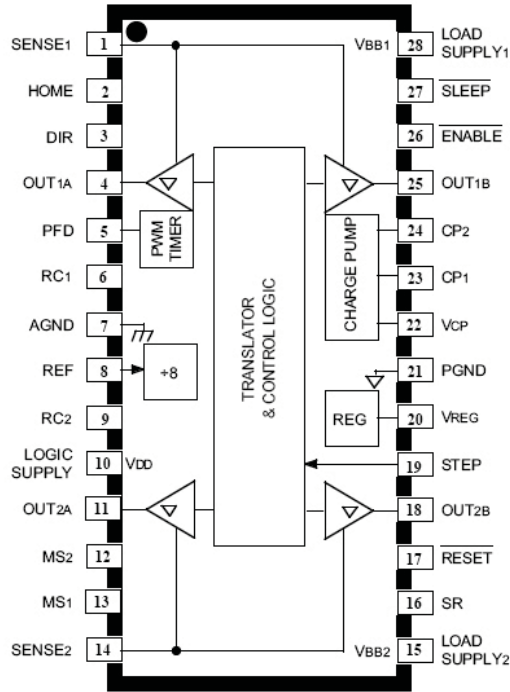 SENSE1 1 VBB1 28 LOAD SUPPLY1
HOME 2 27 SLEEP
DIR 3 26 ENABLE
OUT1A 4 25 OUT1B
PFD 5 PWM TIMER CHARGE PUMP 24 CP2
RC1 6 23 CP1
AGND 7 22 VCP
TRANSLATOR & CONTROL LOGIC
REF 8 ÷8 21 PGND
RC2 9 REG 20 VREG
LOGIC SUPPLY 10 VDD 19 STEP
OUT2A 11 18 OUT2B
MS2 12 17 RESET
MS1 13 16 SR
SENSE2 14 VBB2 15 LOAD SUPPLY2